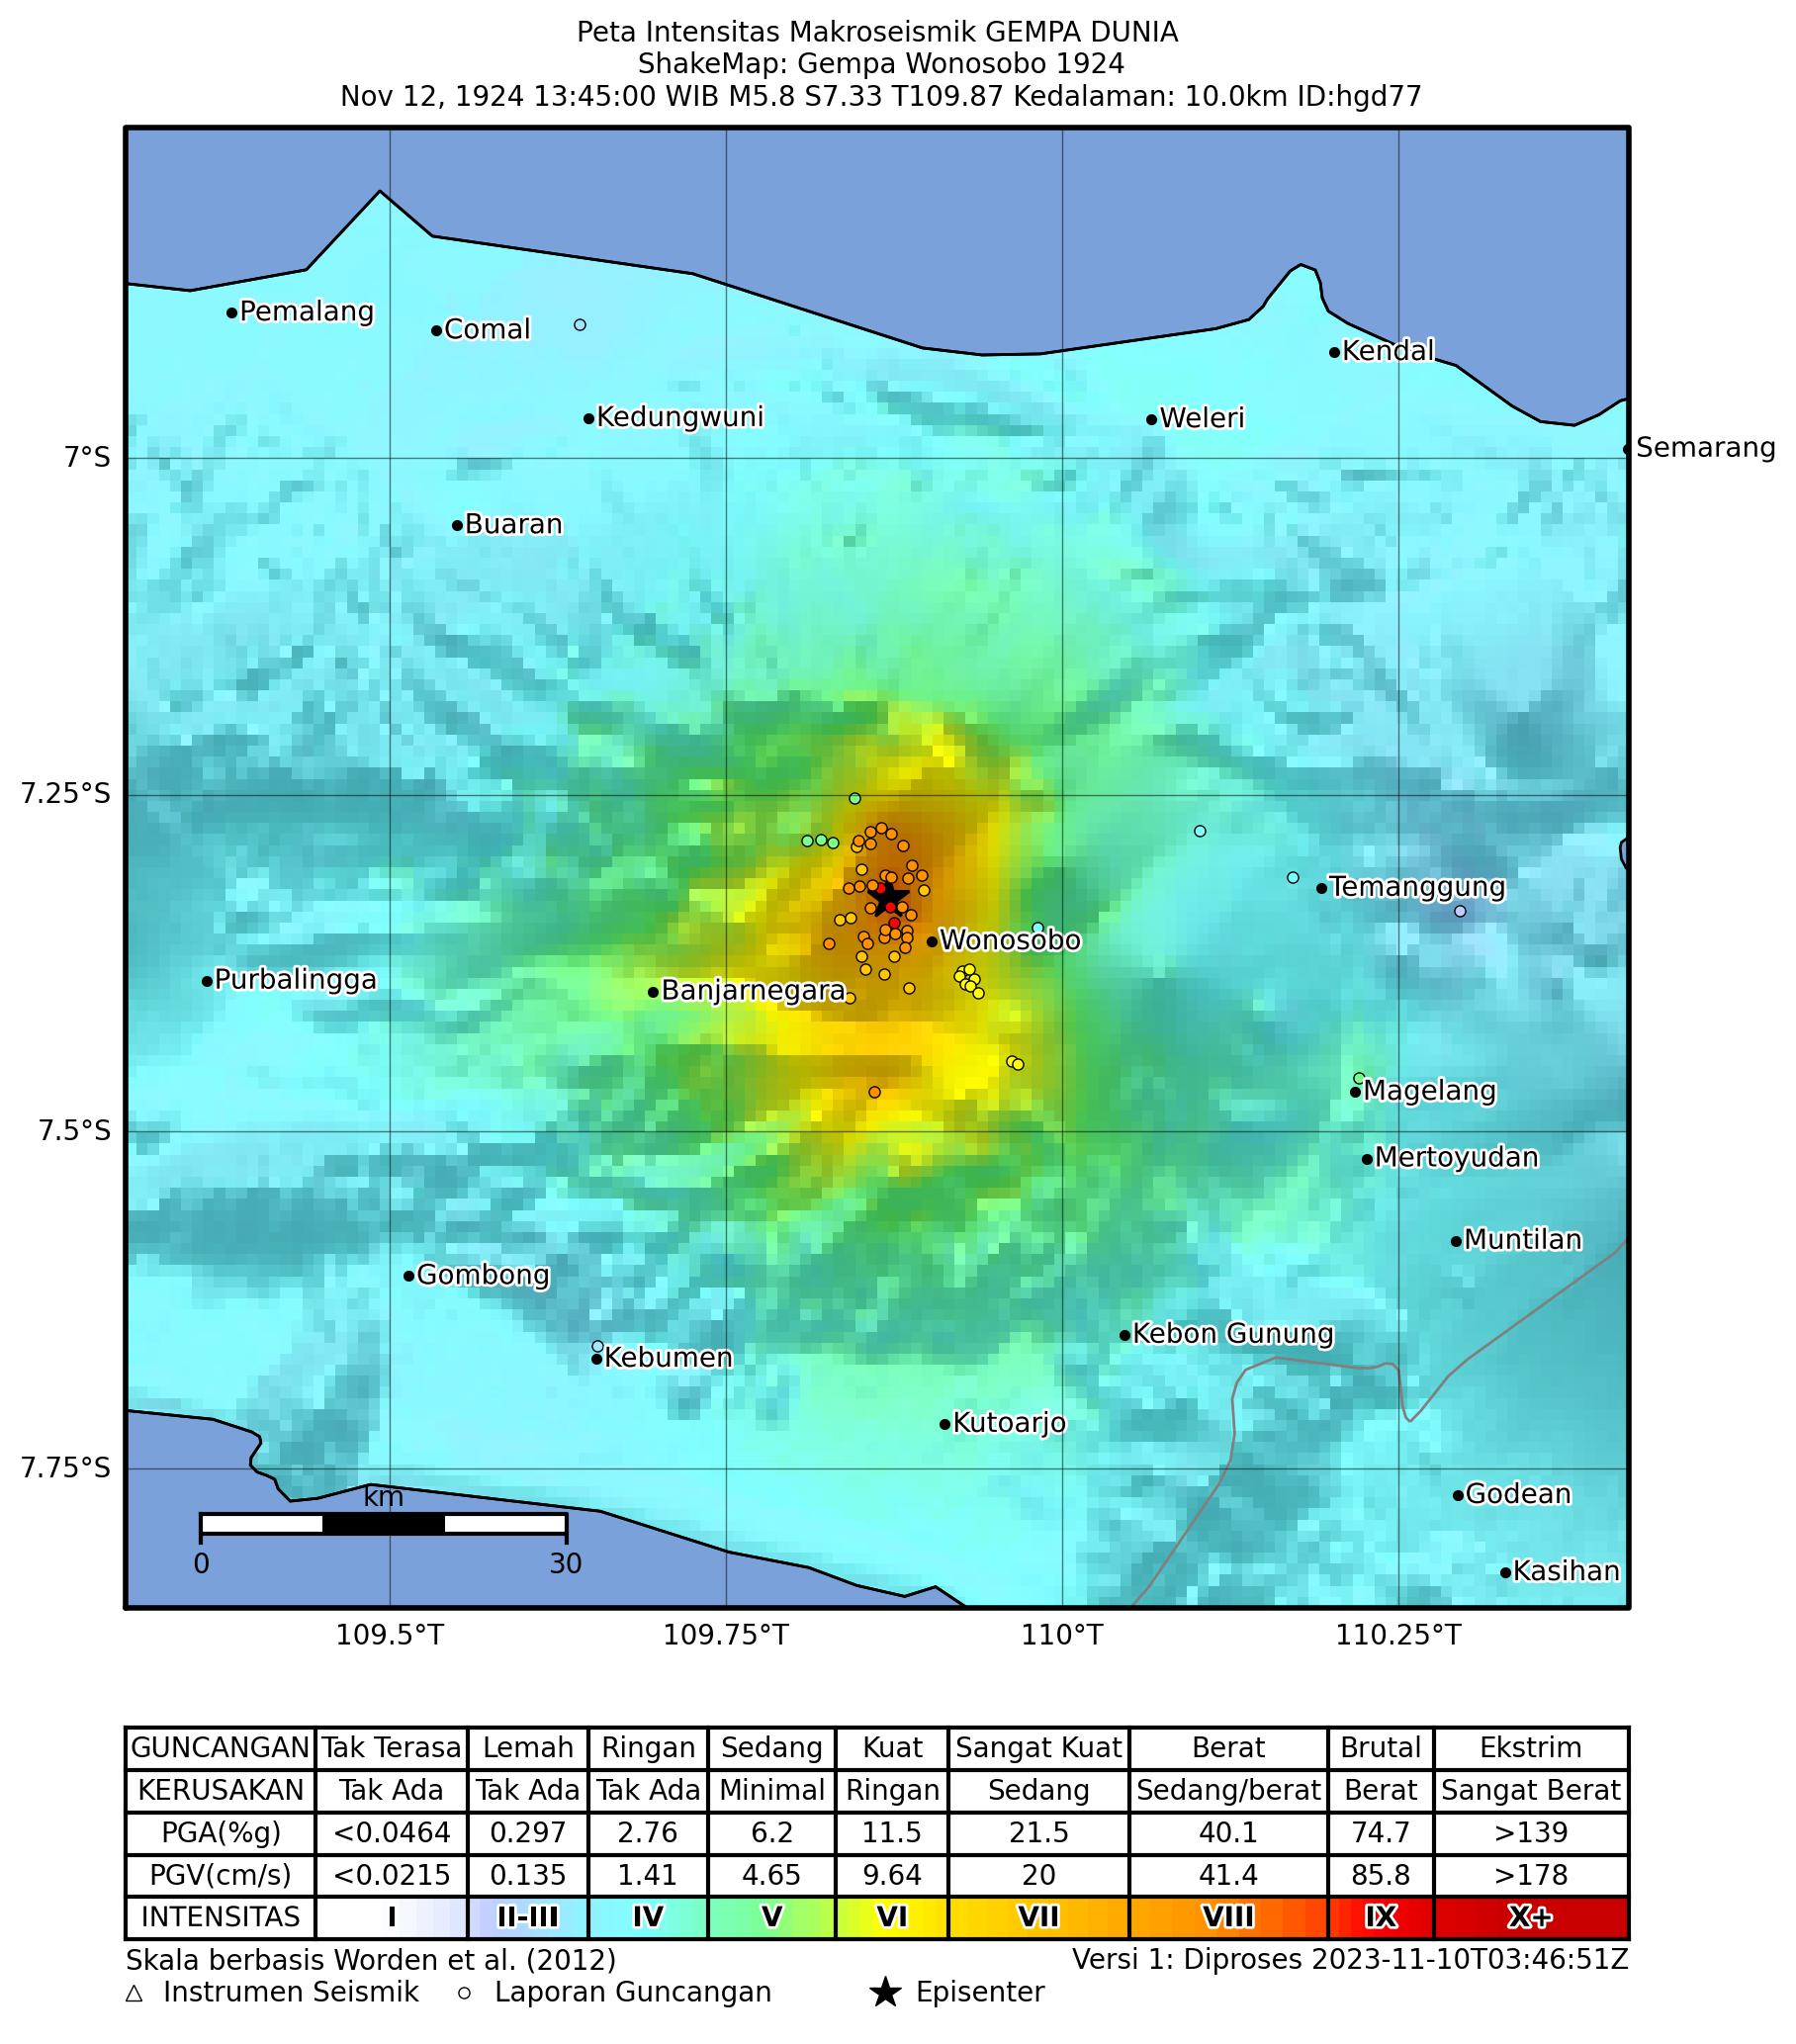 Peta Intensitas Makroseismik GEMPA DUNIA
ShakeMap: Gempa Wonosobo 1924
Nov 12, 1924 13:45:00 WIB M5.8 S7.33 T109.87 Kedalaman: 10.0km ID:hgd77
Pemalang
Comal
Kendal
Kedungwuni
Weleri
Semarang
7°S
Buaran
7.25°S
Temanggung
Wonosobo
Purbalingga
Banjarnegara
Magelang
7.5°S
Mertoyudan
Muntilan
Gombong
Kebon Gunung
Kebumen
Kutoarjo
7.75°S
Godean
km
0 30
Kasihan
109.5°T 109.75°T 110°T 110.25°T
GUNCANGAN Tak Terasa Lemah Ringan Sedang Kuat Sangat Kuat Berat Brutal Ekstrim
KERUSAKAN Tak Ada Tak Ada Tak Ada Minimal Ringan Sedang Sedang/berat Berat Sangat Berat
PGA(%g) <0.0464 0.297 2.76 6.2 11.5 21.5 40.1 74.7 >139
PGV(cm/s) <0.0215 0.135 1.41 4.65 9.64 20 41.4 85.8 >178
INTENSITAS I II-III IV V VI VII VIII IX X+
Skala berbasis Worden et al. (2012) Versi 1: Diproses 2023-11-10T03:46:51Z
Instrumen Seismik Laporan Guncangan Episenter